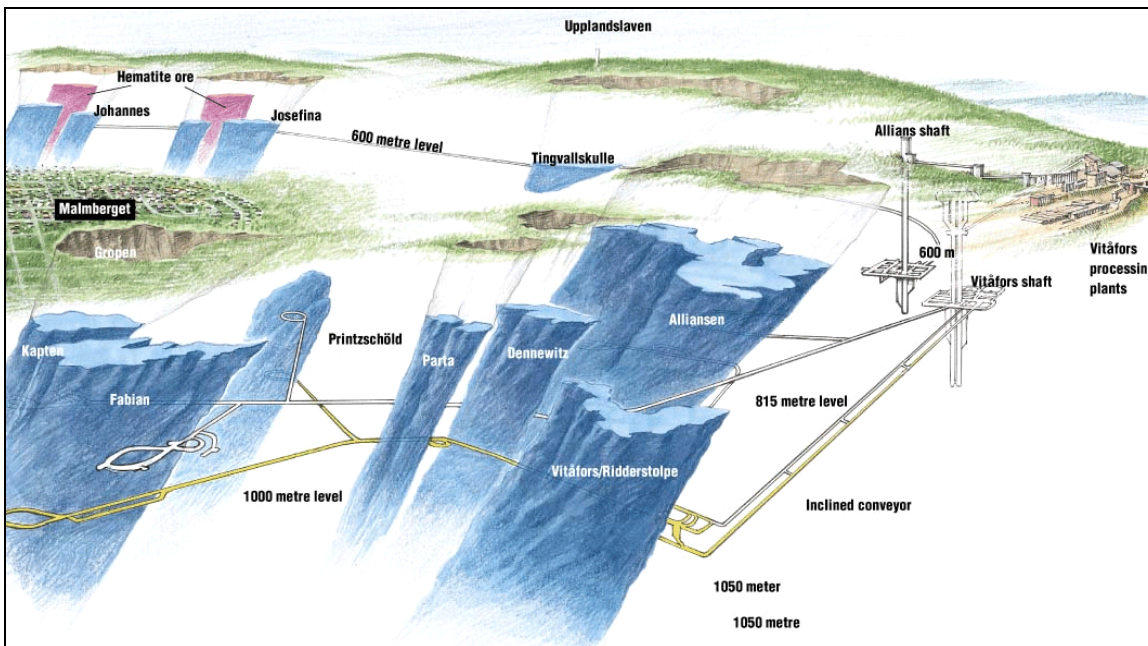 Upplandslaven
Hematite ore
Johannes
Josefina
600 metre level
Allians shaft
Tingvallskulle
Malmberget
Gropen
600 m
Vitåfors
processing
plants
Vitåfors shaft
Kapten
Printzschöld
Parta
Dennewitz
Alliansen
Fabian
815 metre level
Vitåfors/Ridderstolpe
1000 metre level
Inclined conveyor
1050 meter
1050 metre